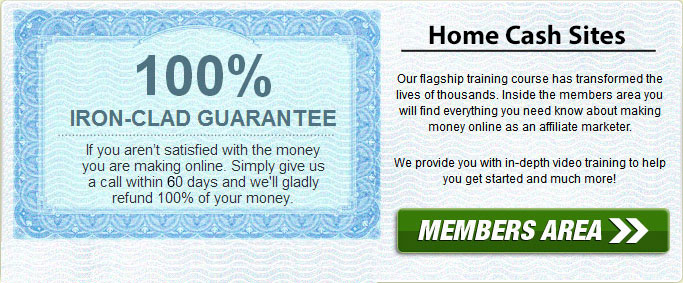 100%
IRON-CLAD GUARANTEE
If you aren't satisfied with the money
you are making online. Simply give us
a call within 60 days and we'll gladly
refund 100% of your money.
Home Cash Sites
Our flagship training course has transformed the
lives of thousands. Inside the members area you
will find everything you need know about making
money online as an affiliate marketer.
We provide you with in-depth video training to help
you get started and much more!
MEMBERS AREA